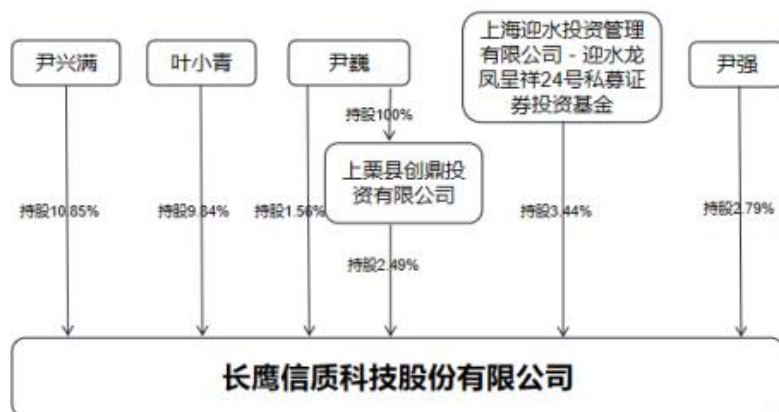 尹兴满
叶小青
尹巍
上海迎水投资管理
有限公司 - 迎水龙
凤呈祥24号私募证
券投资基金
尹强
持股100%
上栗县创鼎投
资有限公司
持股10.85%
持股9.84%
持股1.56%
持股3.44%
持股2.79%
持股2.49%
长鹰信质科技股份有限公司